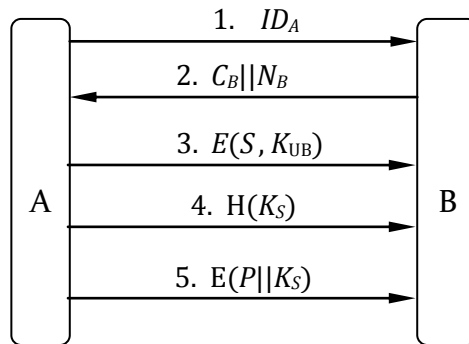 1. ID_A
2. C_B||N_B
3. E(S, K_UB)
A
B
4. H(K_S)
5. E(P||K_S)